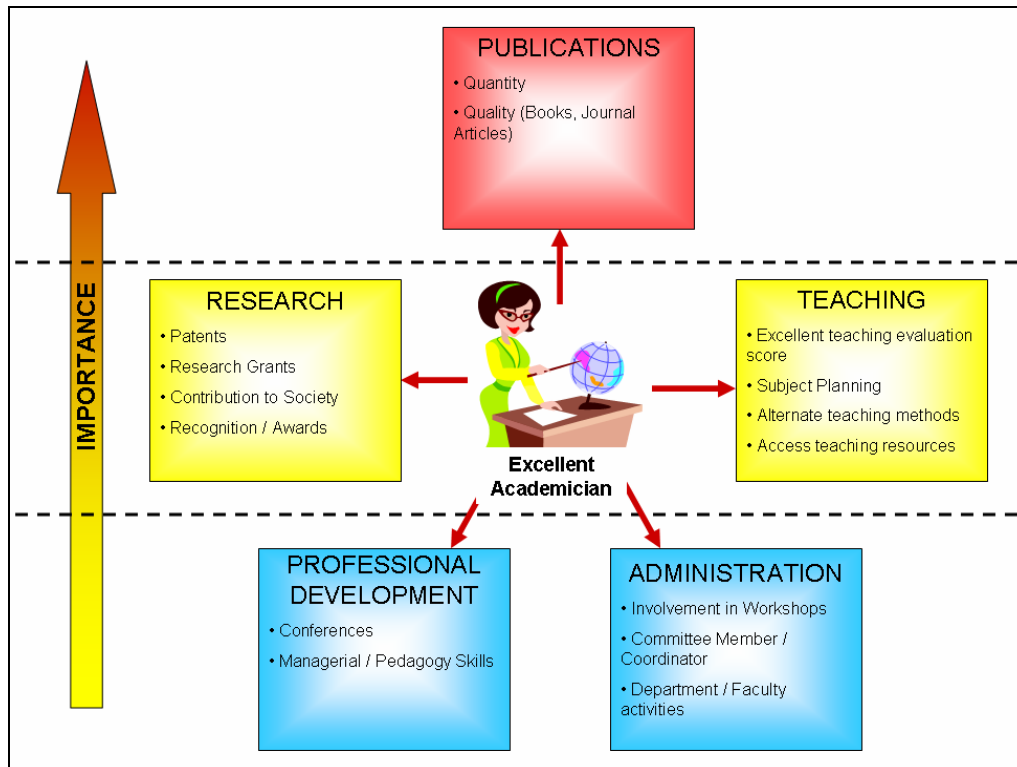 PUBLICATIONS
• Quantity
• Quality (Books, Journal
Articles)
IMPORTANCE
RESEARCH
• Patents
• Research Grants
• Contribution to Society
• Recognition / Awards
TEACHING
• Excellent teaching evaluation
score
• Subject Planning
• Alternate teaching methods
• Access teaching resources
Excellent
Academician
PROFESSIONAL
DEVELOPMENT
• Conferences
• Managerial / Pedagogy Skills
ADMINISTRATION
• Involvement in Workshops
• Committee Member /
Coordinator
• Department / Faculty
activities